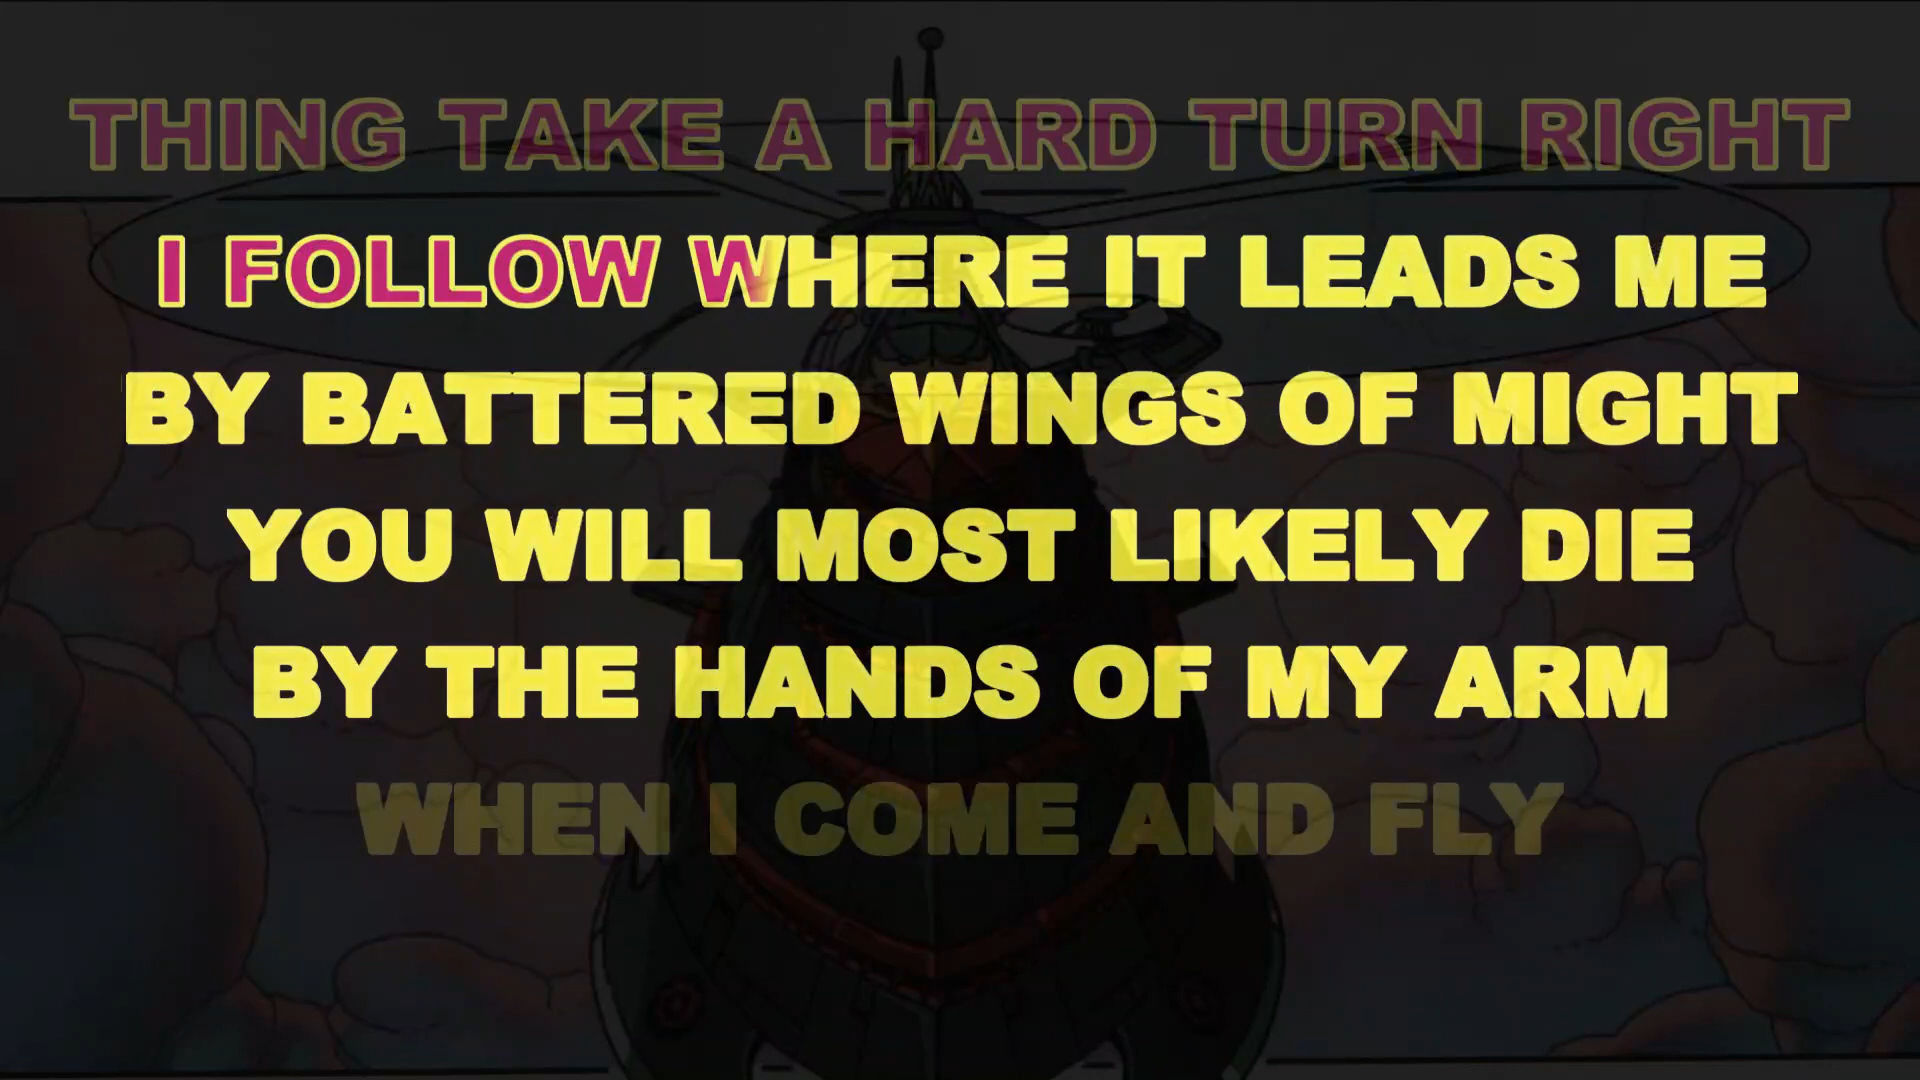 THING TAKE A HARD TURN RIGHT
I FOLLOW WHERE IT LEADS ME
BY BATTERED WINGS OF MIGHT
YOU WILL MOST LIKELY DIE
BY THE HANDS OF MY ARM
WHEN I COME AND FLY